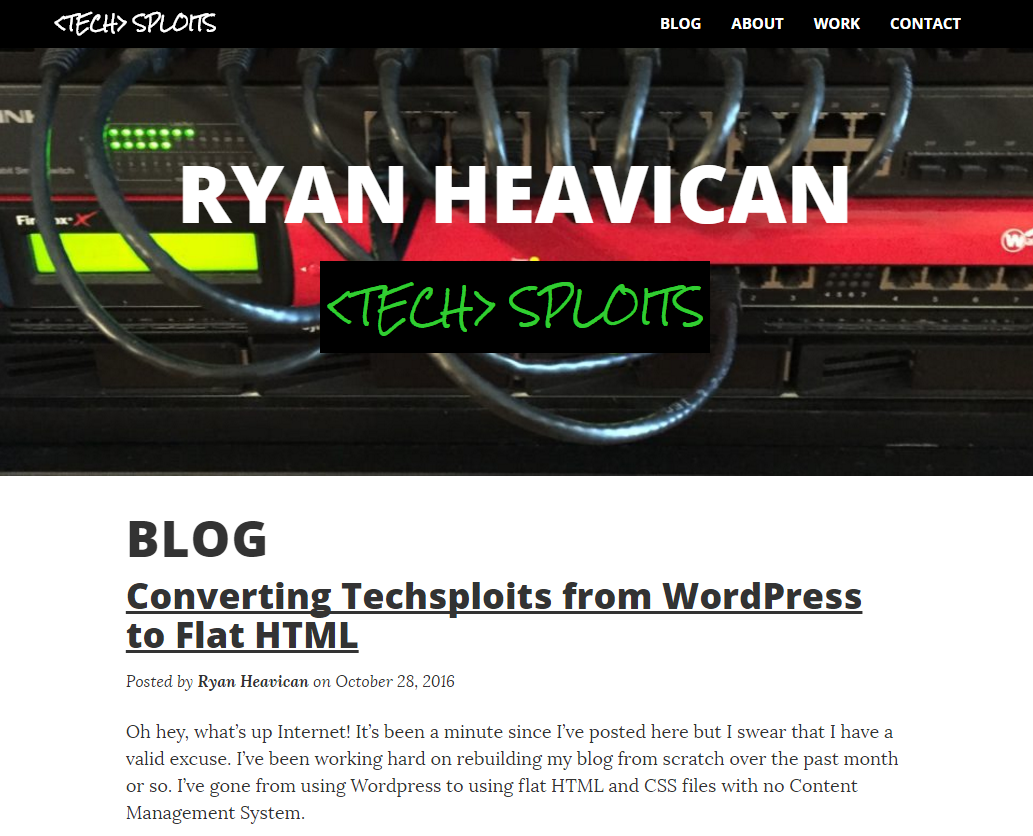 <TECH> SPLOITS BLOG ABOUT WORK CONTACT
RYAN HEAVICAN
<TECH> SPLOITS
BLOG
Converting Techsploits from WordPress
to Flat HTML
Posted by Ryan Heavican on October 28, 2016
Oh hey, what’s up Internet! It’s been a minute since I’ve posted here but I swear that I have a
valid excuse. I’ve been working hard on rebuilding my blog from scratch over the past month
or so. I’ve gone from using Wordpress to using flat HTML and CSS files with no Content
Management System.